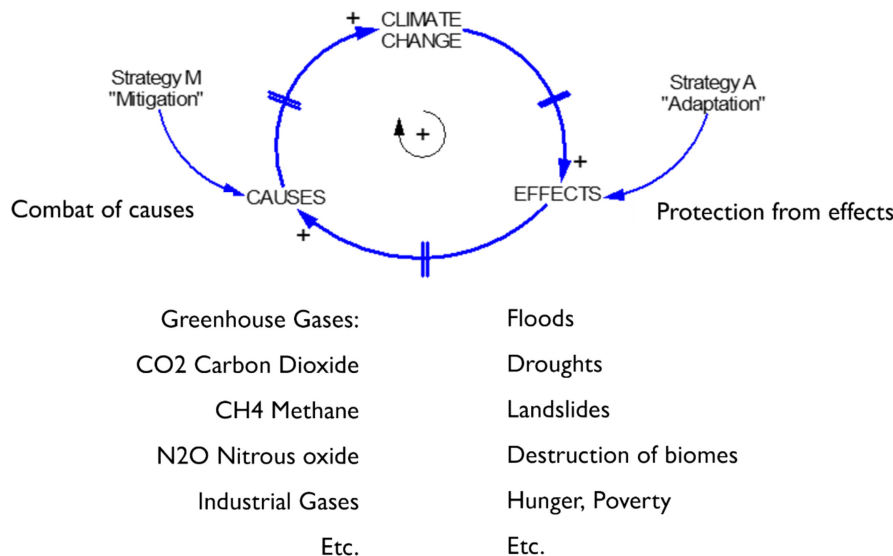 +
CLIMATE
CHANGE
Strategy M
"Mitigation"
Strategy A
"Adaptation"
+
+
CAUSES
EFFECTS
Combat of causes
Protection from effects
+
Greenhouse Gases:
Floods
CO2 Carbon Dioxide
Droughts
CH4 Methane
Landslides
N2O Nitrous oxide
Destruction of biomes
Industrial Gases
Hunger, Poverty
Etc.
Etc.